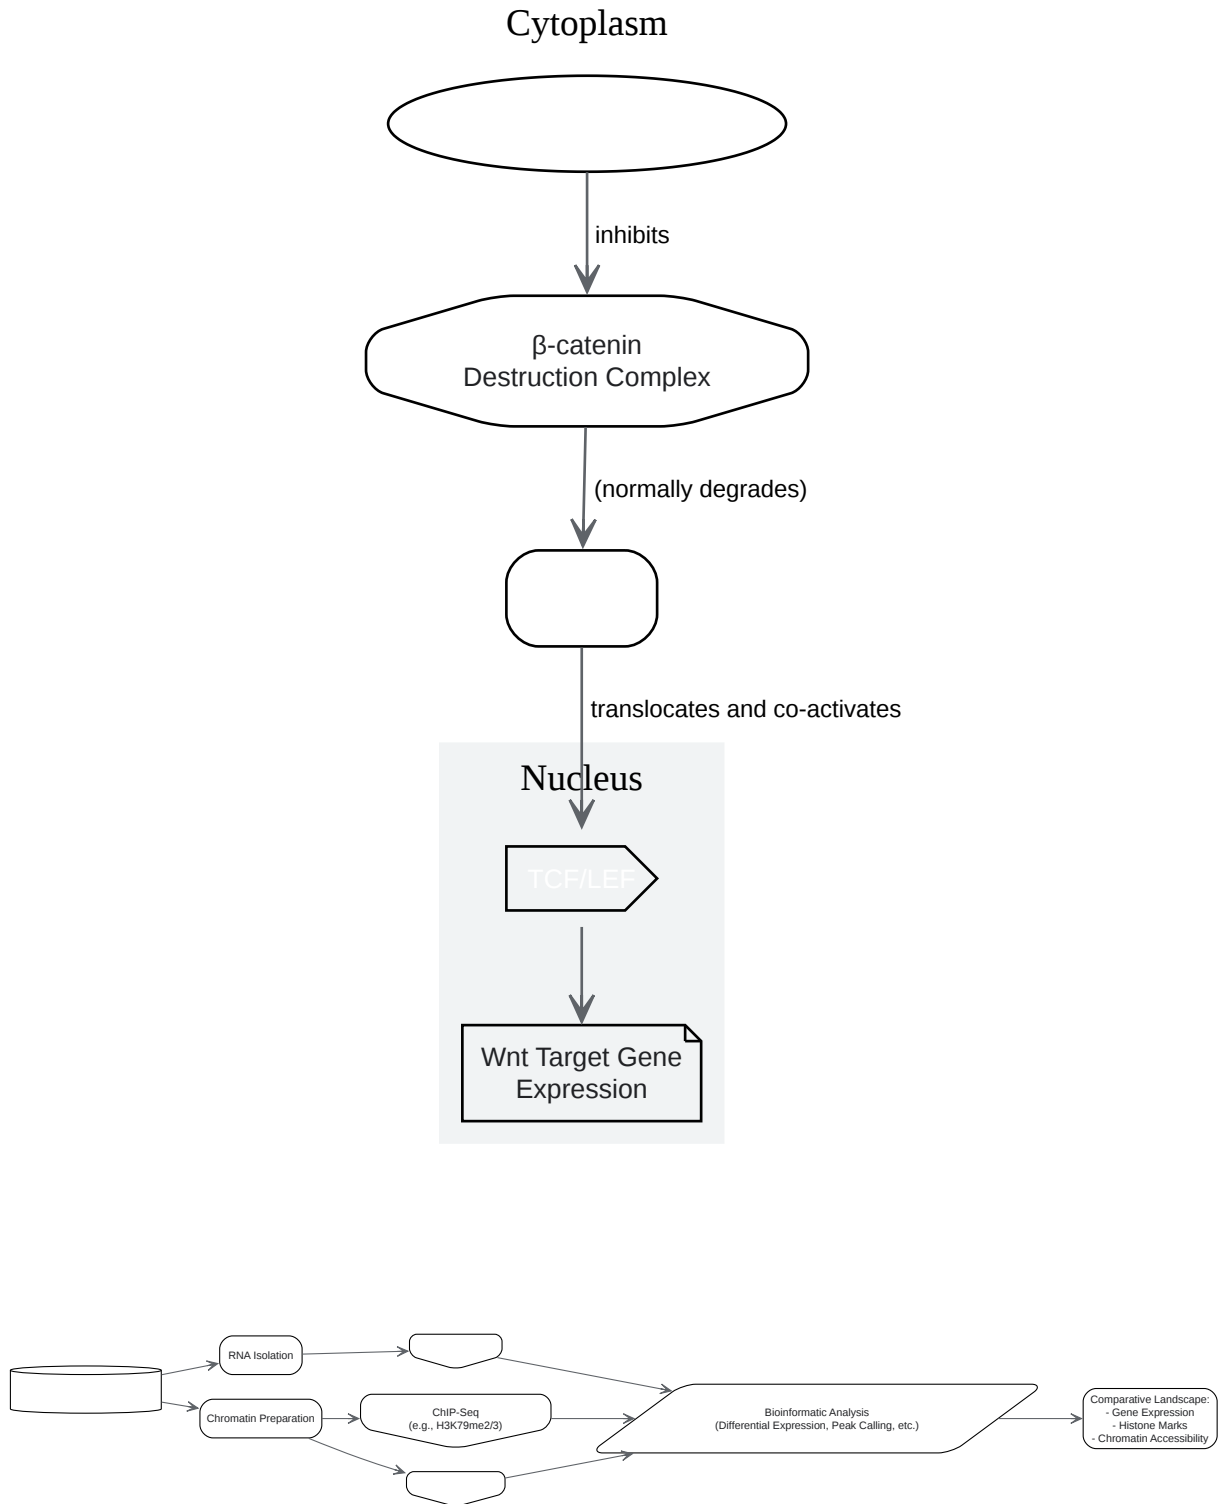 Cytoplasm
inhibits
β-catenin
Destruction Complex
(normally degrades)
translocates and co-activates
Nucleus
TCF/LEF
Wnt Target Gene
Expression
RNA Isolation
Chromatin Preparation
ChIP-Seq
(e.g., H3K79me2/3)
Bioinformatic Analysis
(Differential Expression, Peak Calling, etc.)
Comparative Landscape:
- Gene Expression
- Histone Marks
- Chromatin Accessibility